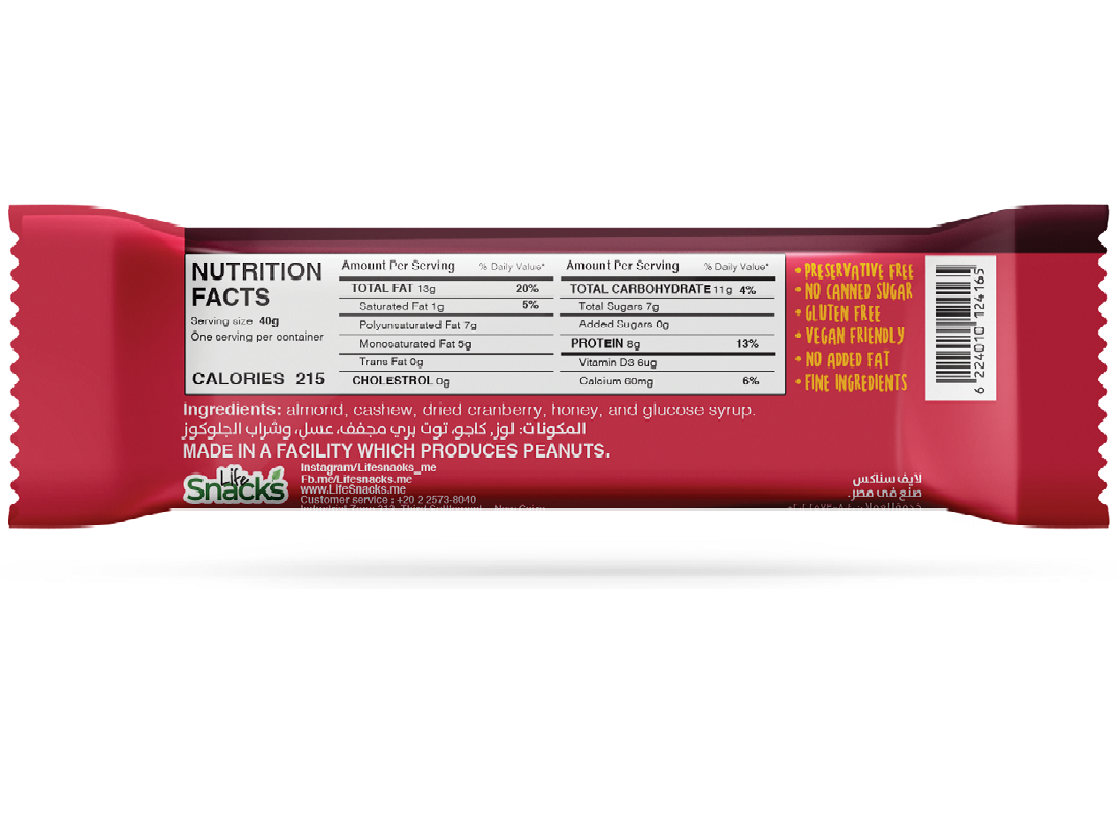 NUTRITION
FACTS
Serving size 40g
One serving per container
CALORIES 215
Amount Per Serving % Daily Value*
TOTAL FAT 13g 20%
Saturated Fat 1g 5%
Polyunsaturated Fat 7g
Monosaturated Fat 5g
Trans Fat 0g
CHOLESTROL 0g
Amount Per Serving % Daily Value*
TOTAL CARBOHYDRATE 11g 4%
Total Sugars 7g
Added Sugars 0g
PROTEIN 8g 13%
Vitamin D3 6ug
Calcium 60mg 6%
• PRESERVATIVE FREE
• NO CANNED SUGAR
• GLUTEN FREE
• VEGAN FRIENDLY
• NO ADDED FAT
• FINE INGREDIENTS
6 224010 124165
Ingredients: almond, cashew, dried cranberry, honey, and glucose syrup.
المكونات: لوز, كاجو, توت بري مجفف, عسل, وشراب الجلوكوز
MADE IN A FACILITY WHICH PRODUCES PEANUTS.
Life
Snacks
Instagram/Lifesnacks_me
Fb.me/Lifesnacks.me
www.LifeSnacks.me
Customer service : +20 2 2573-8040
لايف سناكس
صنع في مصر.